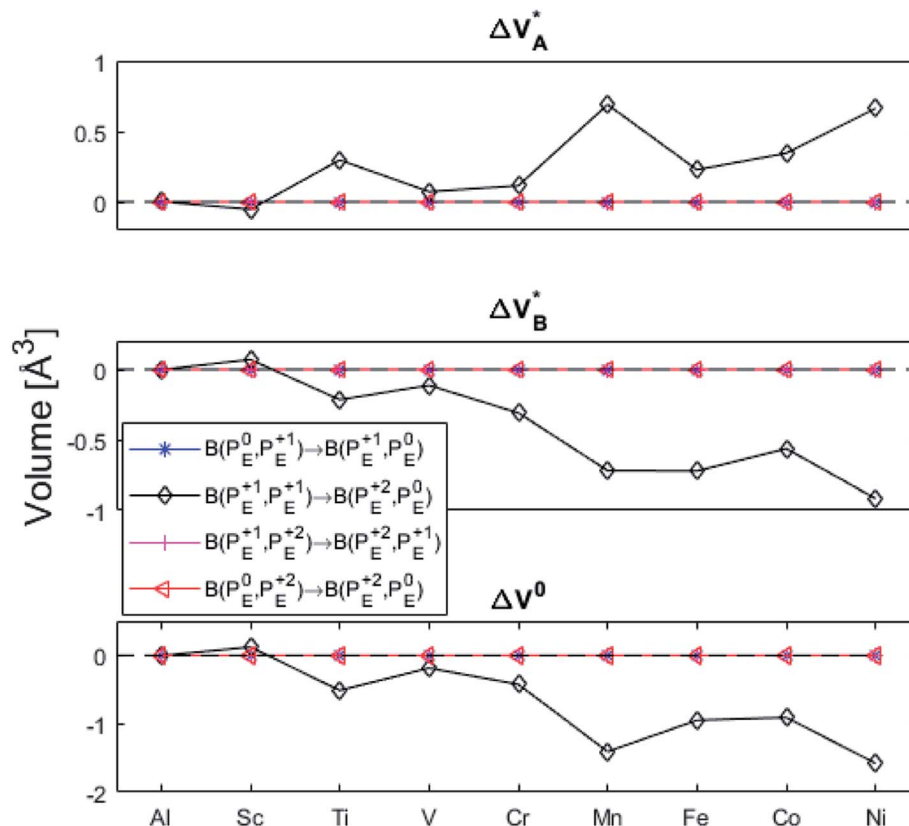 ΔV*A
1
0.5
0
ΔV*B
0
-0.5
-1
Volume [Å³]
B(P⁰E,P⁺¹E)→B(P⁺¹E,P⁰E)
B(P⁺¹E,P⁺¹E)→B(P⁺²E,P⁰E)
B(P⁺¹E,P⁺²E)→B(P⁺²E,P⁺¹E)
B(P⁰E,P⁺²E)→B(P⁺²E,P⁰E)
ΔV⁰
0
-1
-2
Al Sc Ti V Cr Mn Fe Co Ni